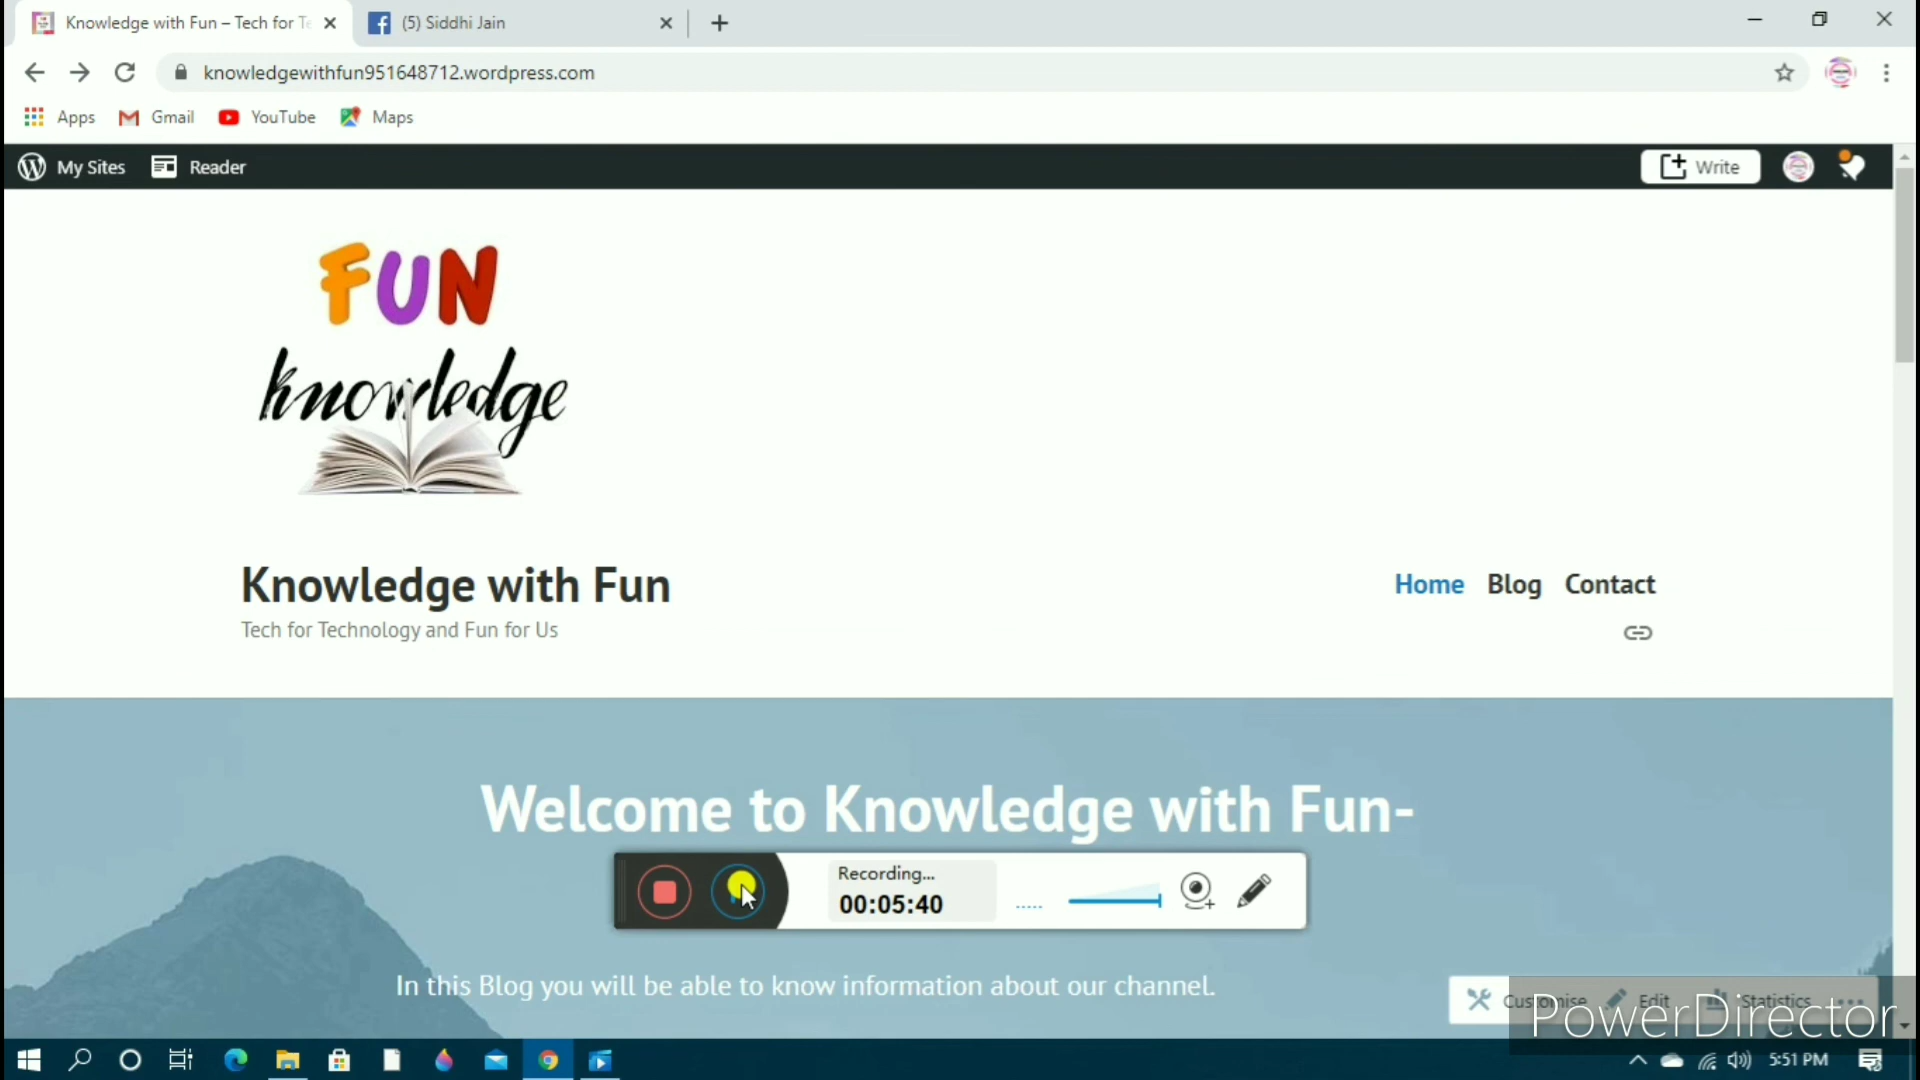 Knowledge with Fun – Tech for Te
(5) Siddhi Jain
knowledgewithfun951648712.wordpress.com
Apps
Gmail
YouTube
Maps
My Sites
Reader
Write
FUN
knowledge
Knowledge with Fun
Home
Blog
Contact
Tech for Technology and Fun for Us
Welcome to Knowledge with Fun-
Recording...
00:05:40
In this Blog you will be able to know information about our channel.
Customise
Edit
Statistics
PowerDirector
5:51 PM